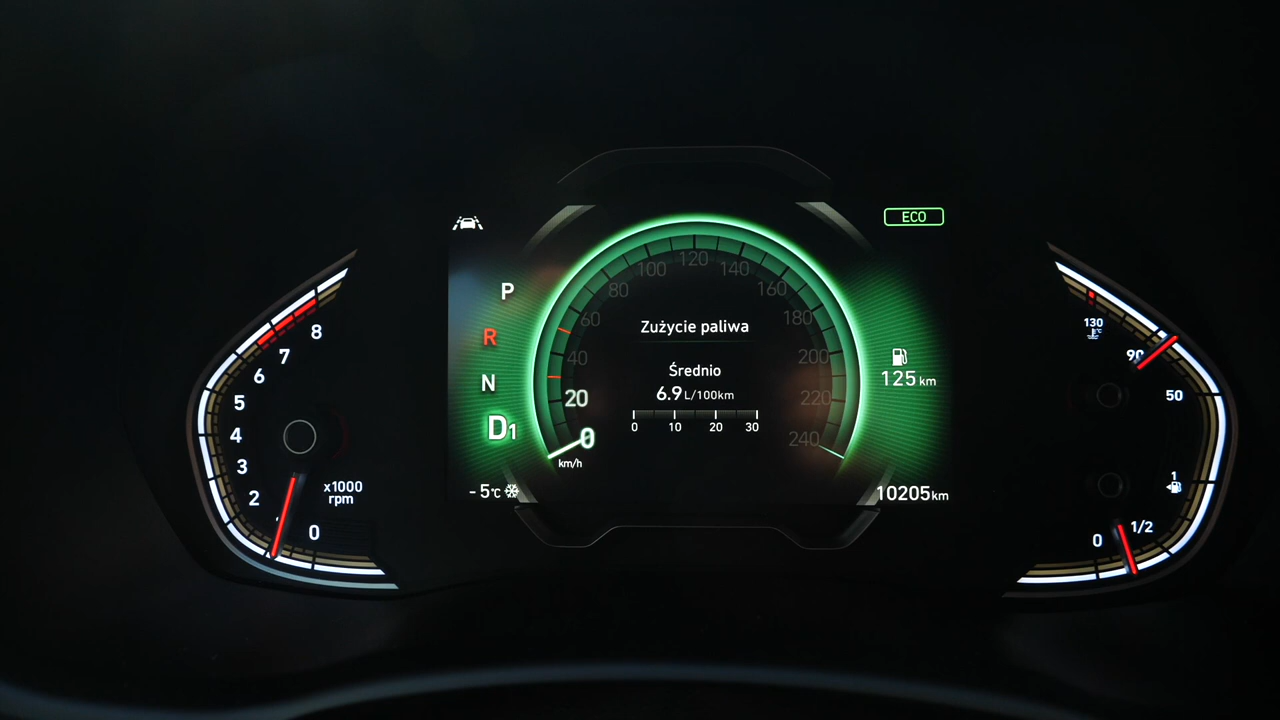 ECO
P
R
N
D1
0
20
40
60
80
100
120
140
160
180
200
220
240
km/h
Zużycie paliwa
Średnio
6.9 L/100km
0 10 20 30
125 km
- 5°C
10205 km
8
7
6
5
4
3
2
0
x1000
rpm
130
°C
90
50
1
1/2
0